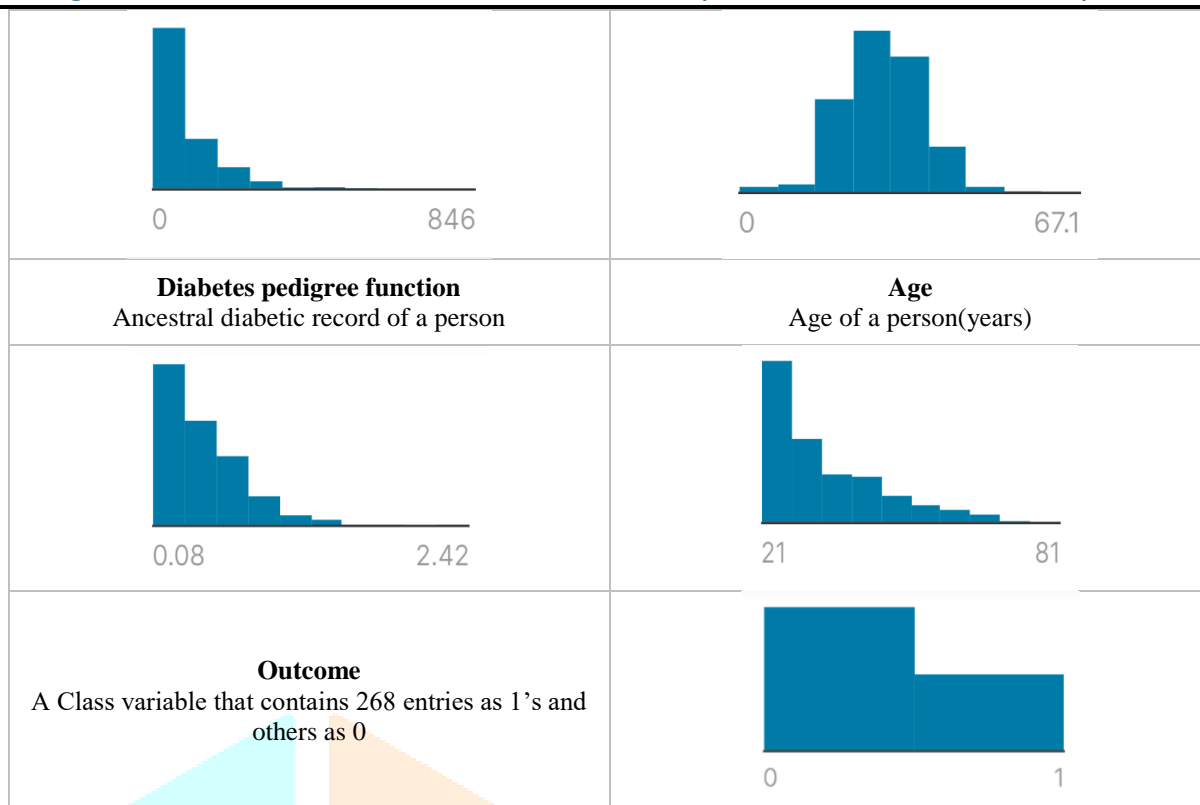 0 846
0 67.1
Diabetes pedigree function
Ancestral diabetic record of a person
Age
Age of a person(years)
0.08 2.42
21 81
Outcome
A Class variable that contains 268 entries as 1’s and
others as 0
0 1